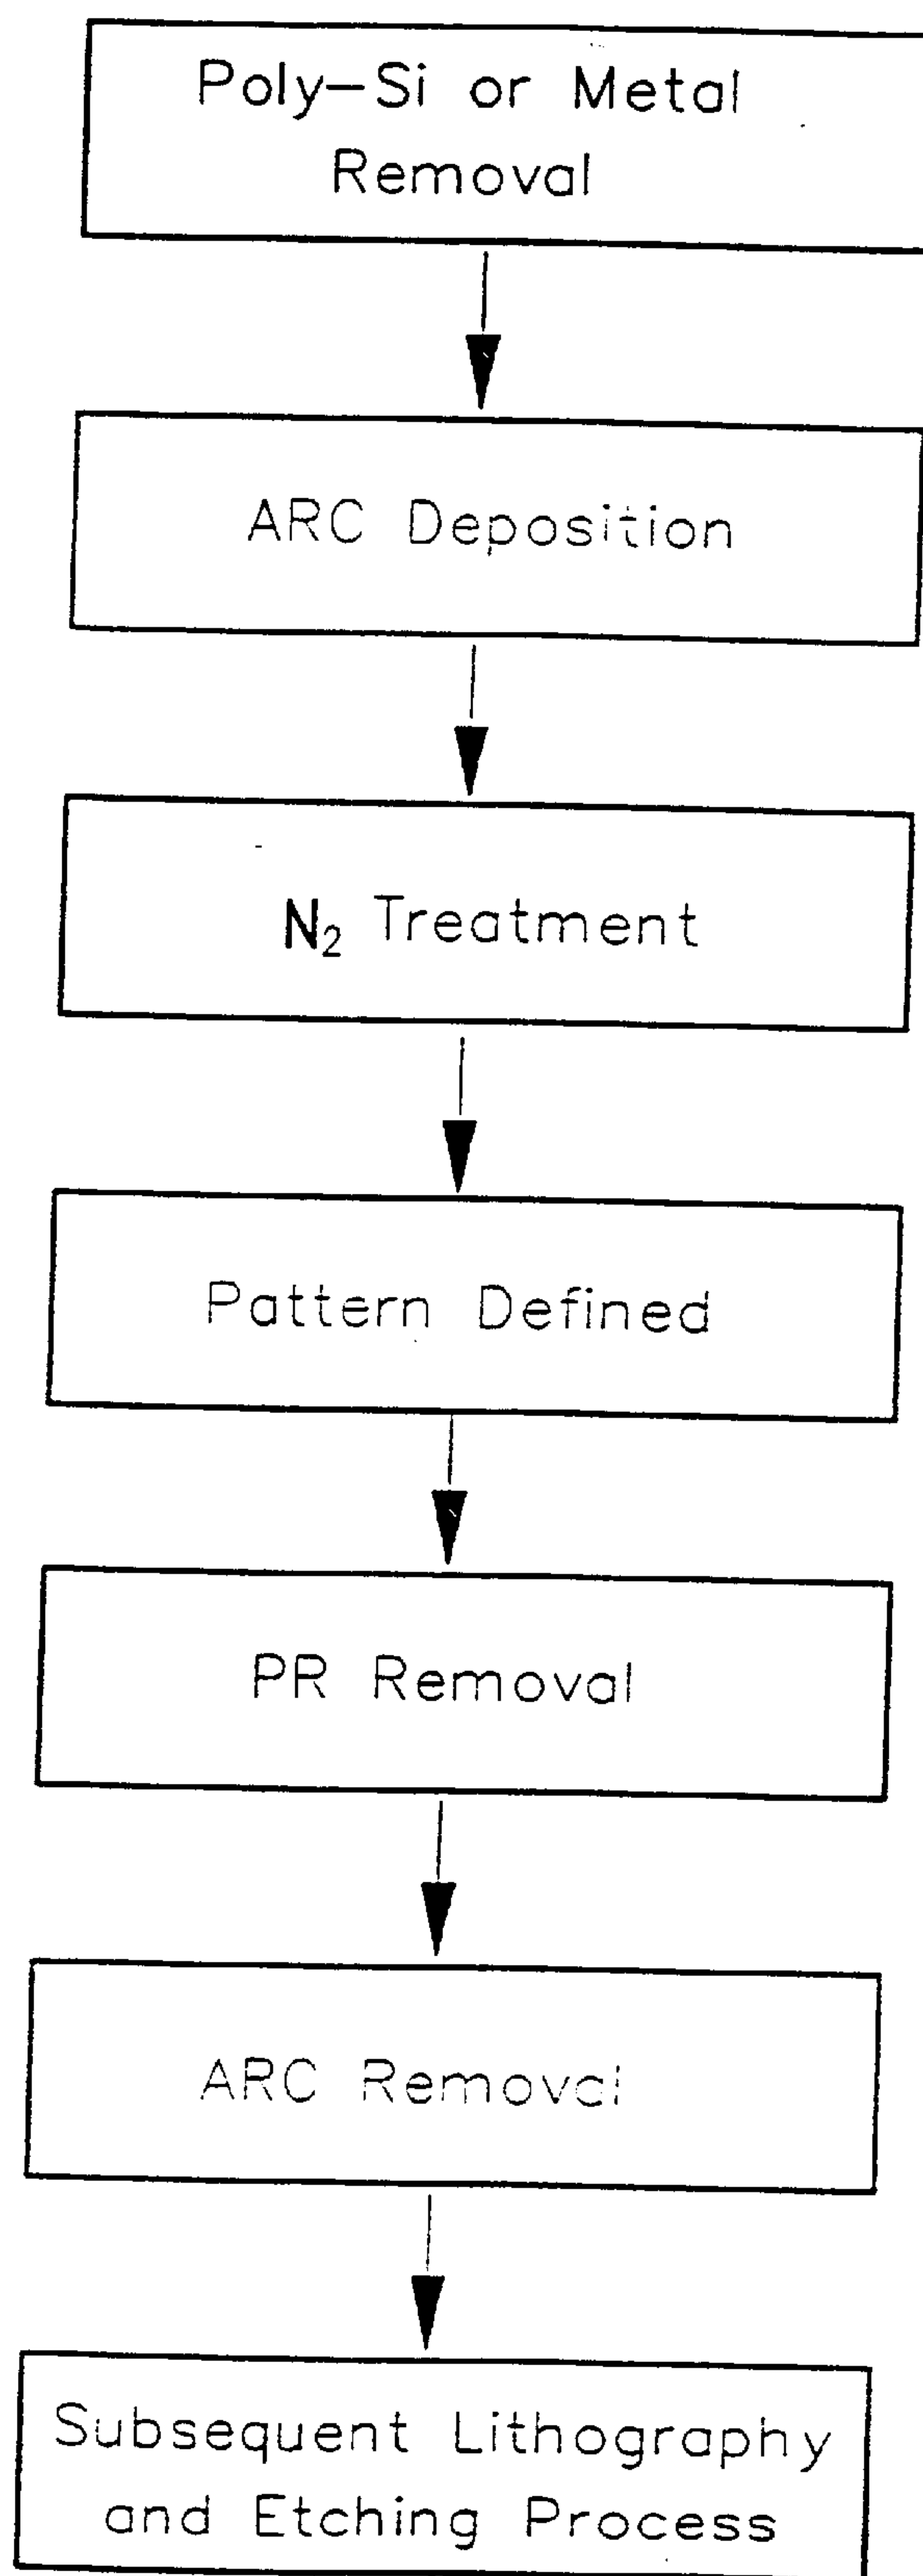 Poly-Si or Metal
Removal
ARC Deposition
N₂ Treatment
Pattern Defined
PR Removal
ARC Removal
Subsequent Lithography
and Etching Process